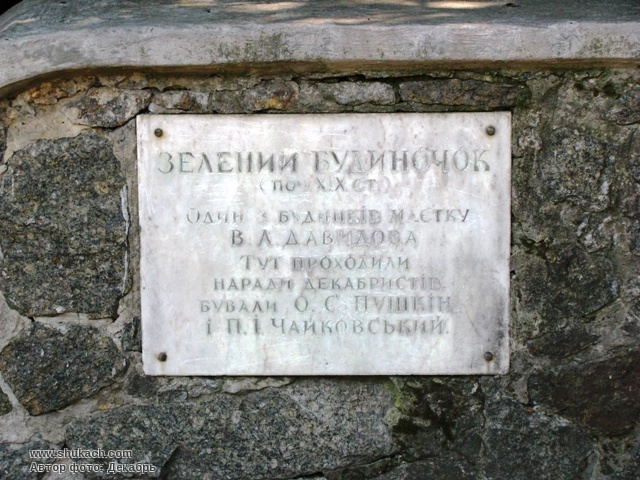 ЗЕЛЕНИЙ БУДИНОЧОК
(ПОЧ. XIX СТ.)
ОДИН З БУДИНКІВ МАЄТКУ
В. Л. ДАВИДОВА
ТУТ ПРОХОДИЛИ
НАРАДИ ДЕКАБРИСТІВ,
БУВАЛИ О. С. ПУШКІН
І П. І. ЧАЙКОВСЬКИЙ.
www.shukach.com
Автор фото: Декабрь